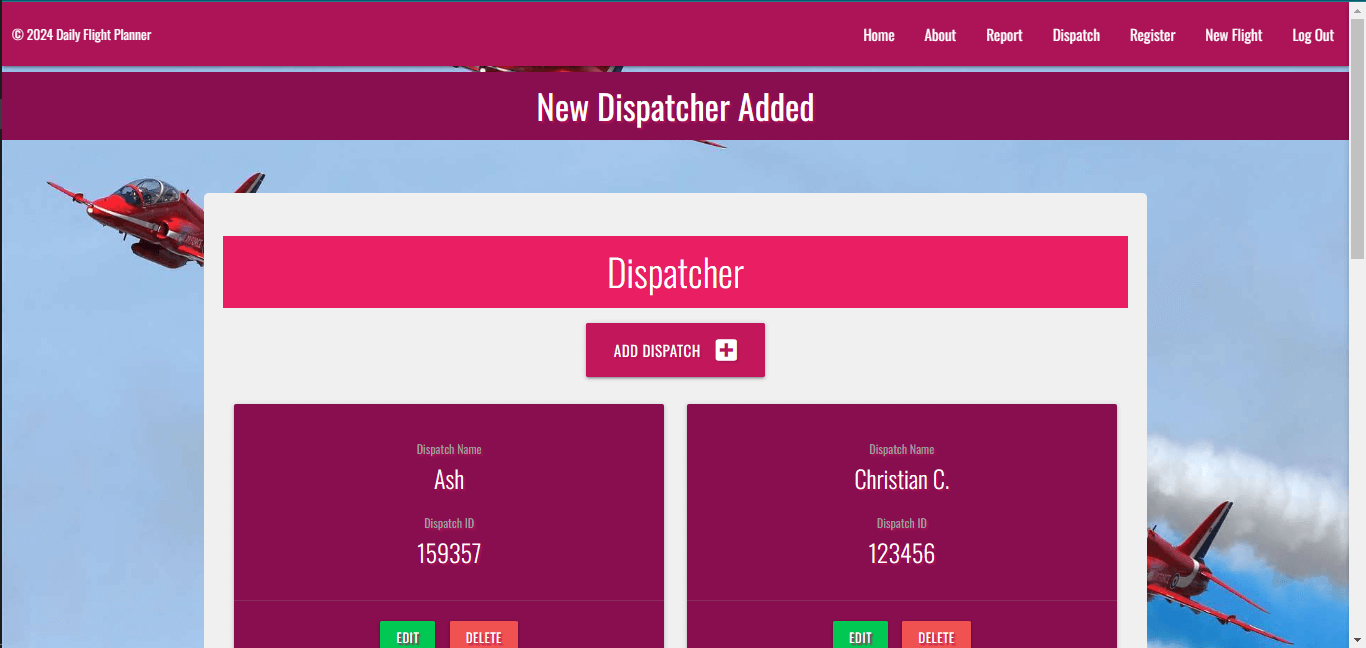 © 2024 Daily Flight Planner
Home About Report Dispatch Register New Flight Log Out
New Dispatcher Added
Dispatcher
ADD DISPATCH
Dispatch Name
Ash
Dispatch ID
159357
EDIT DELETE
Dispatch Name
Christian C.
Dispatch ID
123456
EDIT DELETE